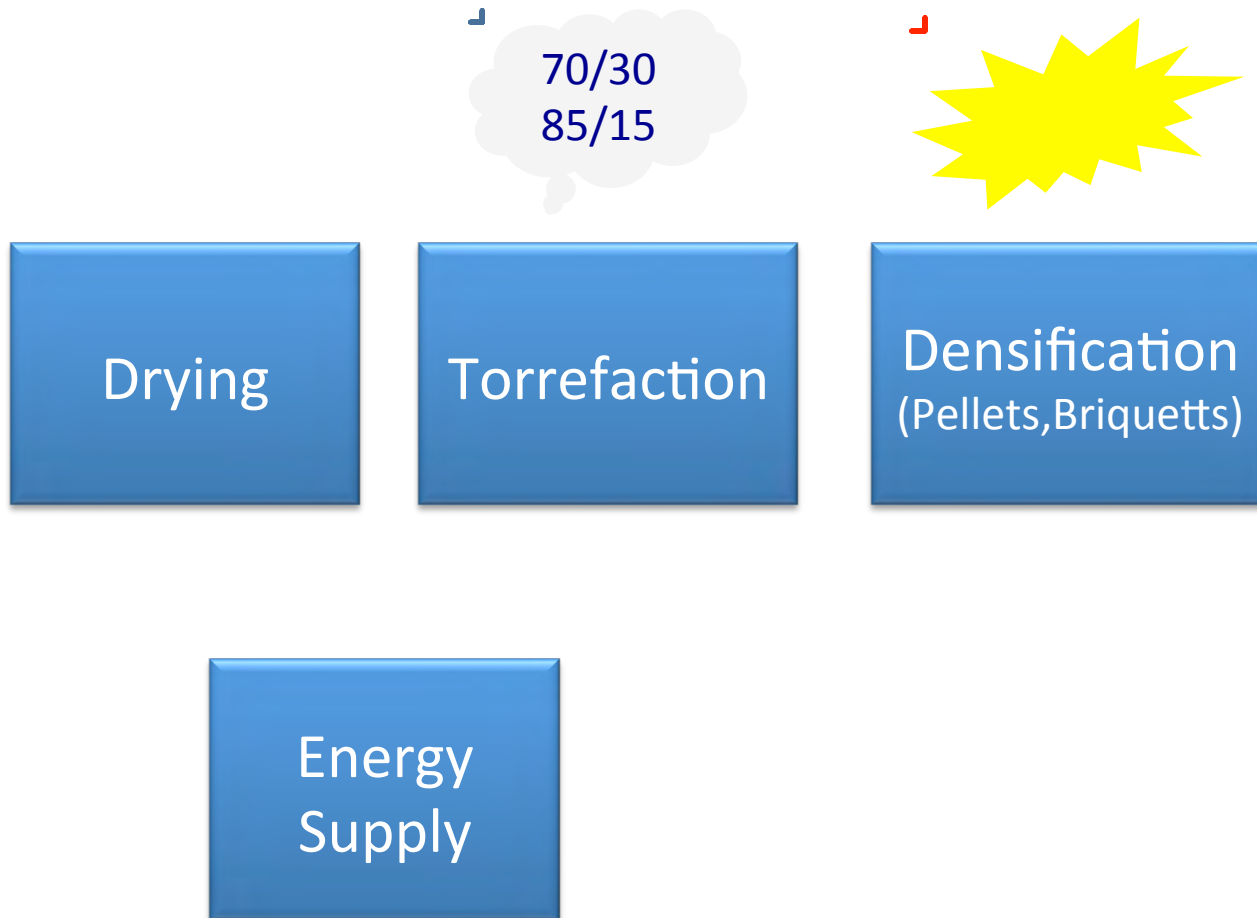 70/30
85/15
Drying
Torrefaction
Densification
(Pellets,Briquetts)
Energy
Supply